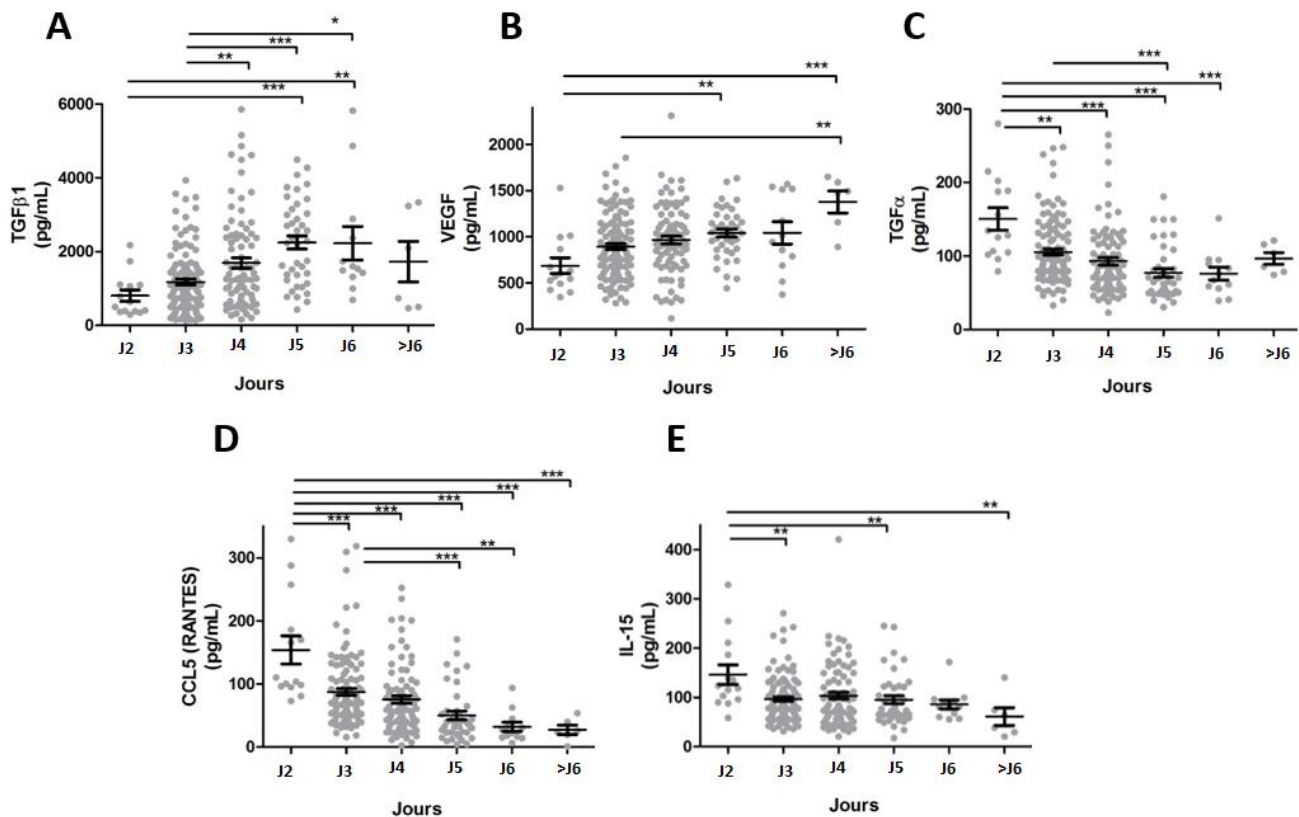 A
*
***
**
**
***
TGFβ1
(pg/mL)
6000
4000
2000
0
J2 J3 J4 J5 J6 >J6
Jours
B
***
**
**
VEGF
(pg/mL)
2000
1500
1000
500
0
J2 J3 J4 J5 J6 >J6
Jours
C
***
***
***
***
**
TGFα
(pg/mL)
300
200
100
0
J2 J3 J4 J5 J6 >J6
Jours
D
***
***
***
***
***
**
***
CCL5 (RANTES)
(pg/mL)
300
200
100
0
J2 J3 J4 J5 J6 >J6
Jours
E
**
**
**
IL-15
(pg/mL)
400
300
200
100
0
J2 J3 J4 J5 J6 >J6
Jours